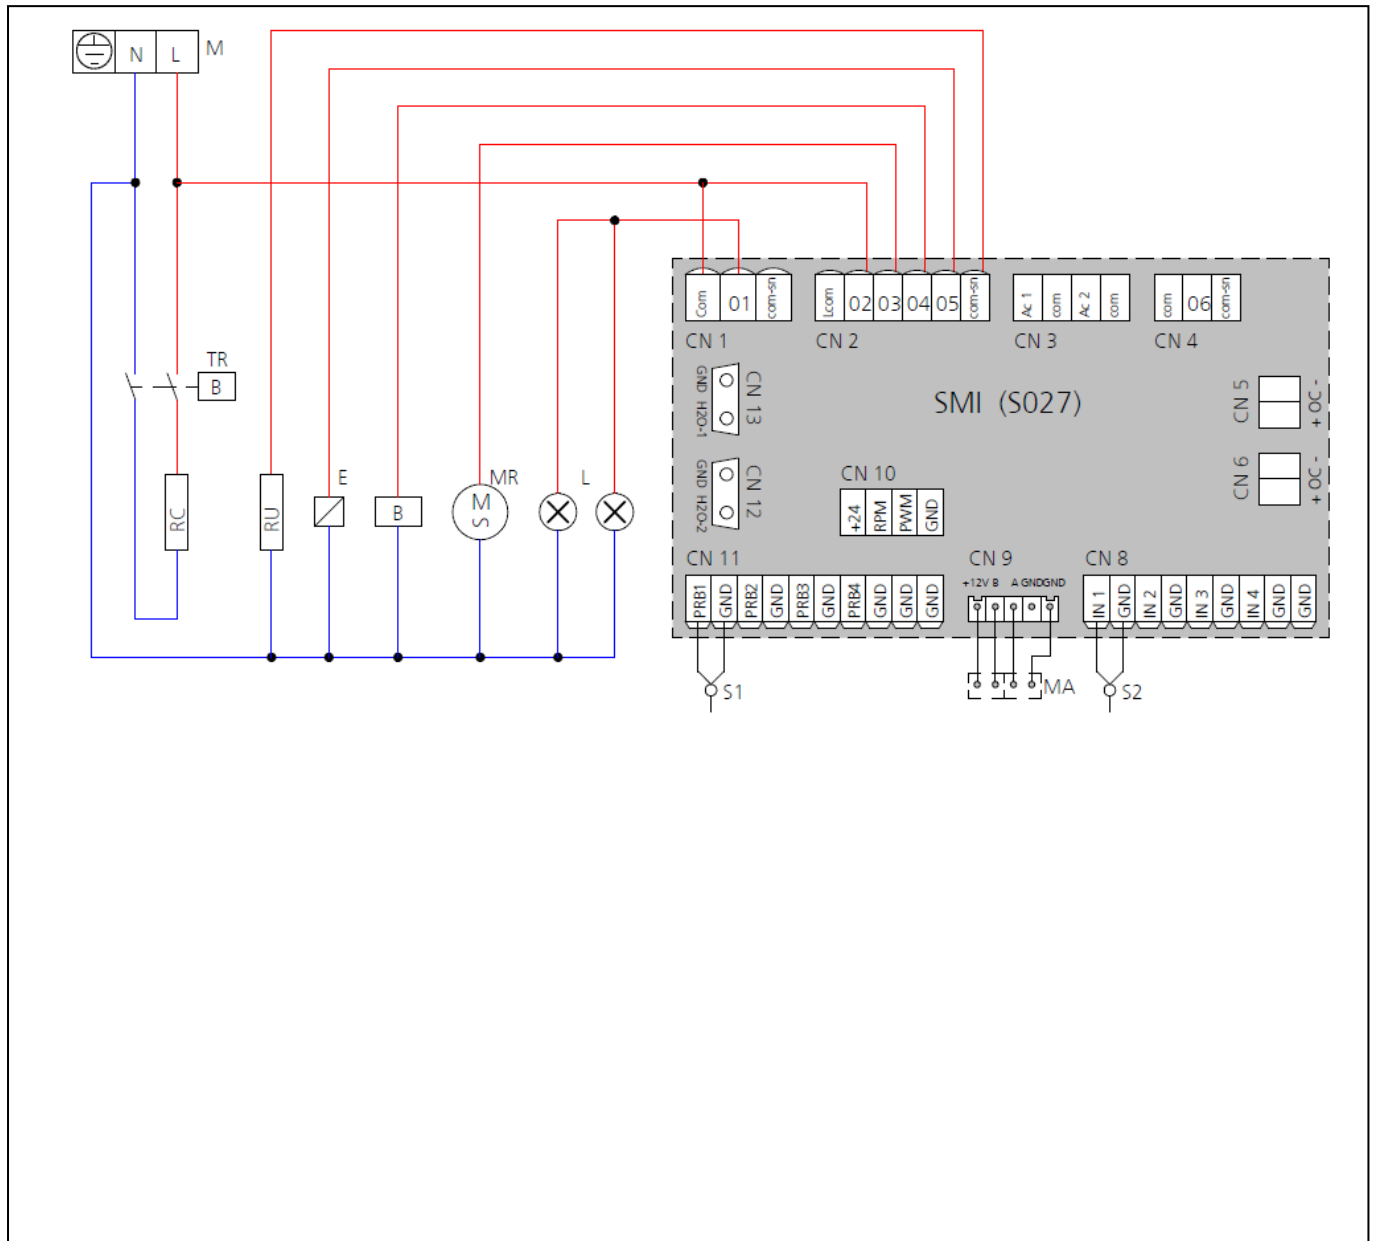 N L M
Com 01 com-sn
Lcom 02 03 04 05 com-sn
Ac 1 com Ac 2 com
com 06 com-sn
CN 1 CN 2 CN 3 CN 4
TR
B
GND H2O-1 CN 13
SMI (S027)
CN 5 + OC -
GND H2O-2 CN 12
CN 10
+24 RPM PWM GND
CN 6 + OC -
RC
RU
E
B
MR
M S
L
CN 11 CN 9 CN 8
PRB1 GND PRB2 GND PRB3 GND PRB4 GND GND GND
+12V B A GND GND
IN 1 GND IN 2 GND IN 3 GND IN 4 GND GND
S1 MA S2